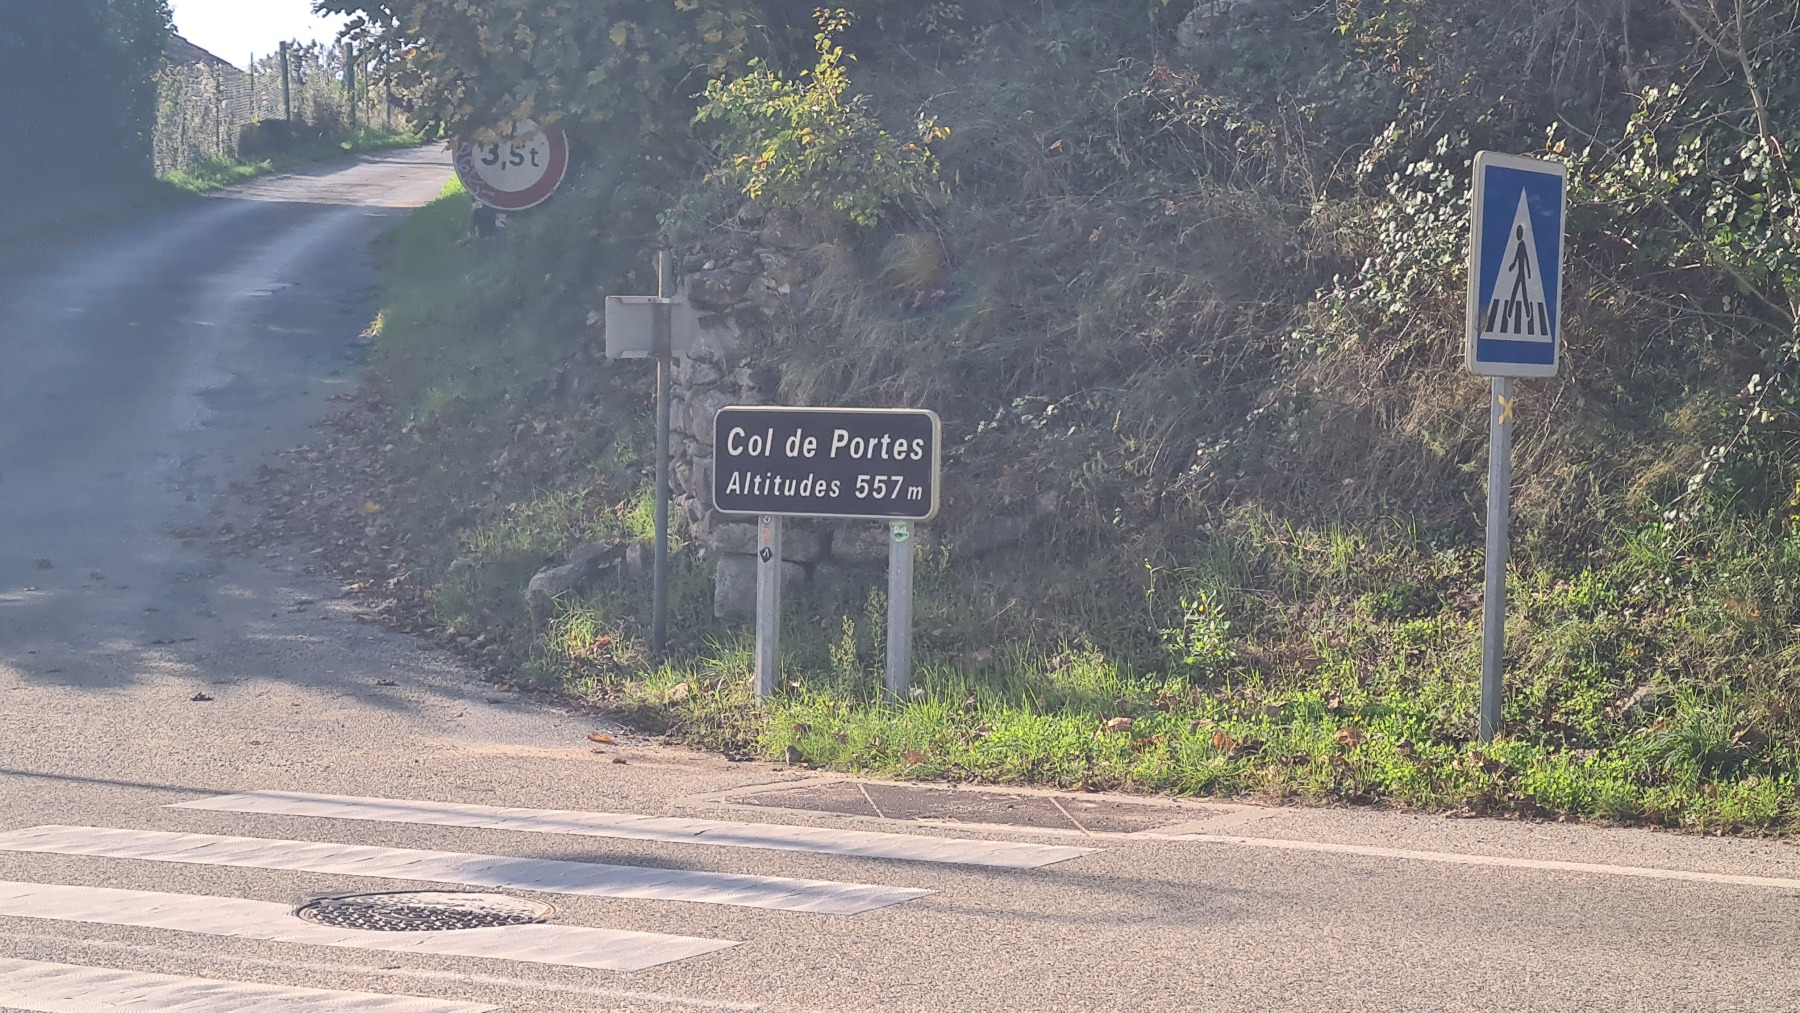 3,5t
Col de Portes
Altitudes 557m